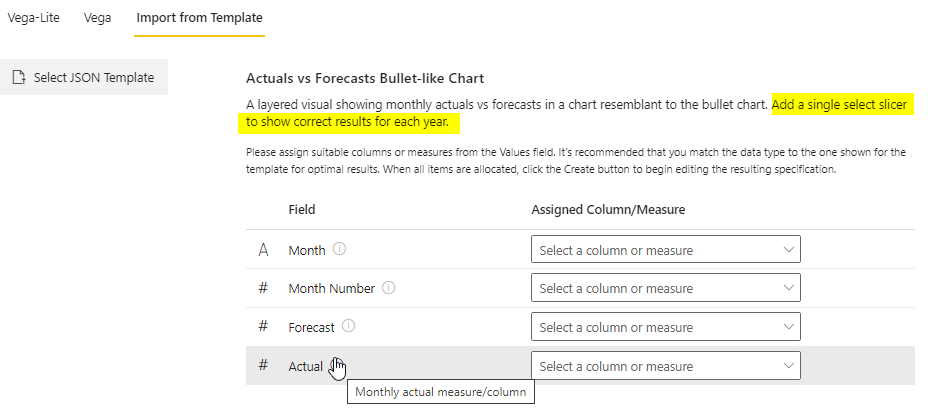 Vega-Lite Vega Import from Template
Select JSON Template
Actuals vs Forecasts Bullet-like Chart
A layered visual showing monthly actuals vs forecasts in a chart resemblant to the bullet chart. Add a single select slicer
to show correct results for each year.
Please assign suitable columns or measures from the Values field. It's recommended that you match the data type to the one shown for the
template for optimal results. When all items are allocated, click the Create button to begin editing the resulting specification.
Field Assigned Column/Measure
A Month Select a column or measure
# Month Number Select a column or measure
# Forecast Select a column or measure
# Actual Select a column or measure
Monthly actual measure/column